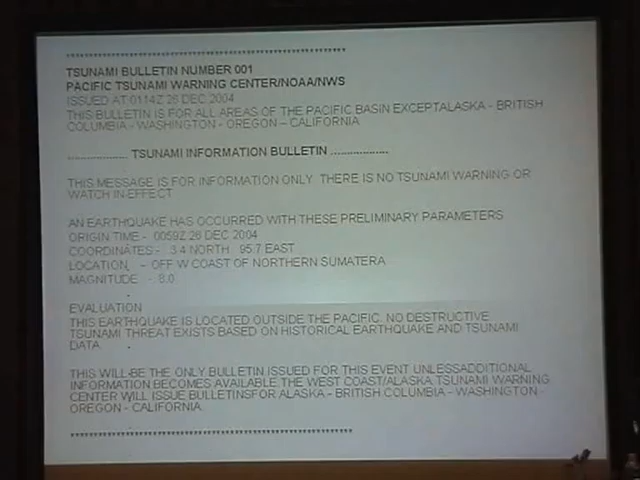 ****************************************************************
TSUNAMI BULLETIN NUMBER 001
PACIFIC TSUNAMI WARNING CENTER/NOAA/NWS
ISSUED AT 0114Z 26 DEC 2004
THIS BULLETIN IS FOR ALL AREAS OF THE PACIFIC BASIN EXCEPTALASKA - BRITISH
COLUMBIA - WASHINGTON - OREGON – CALIFORNIA
.................. TSUNAMI INFORMATION BULLETIN ..................
THIS MESSAGE IS FOR INFORMATION ONLY. THERE IS NO TSUNAMI WARNING OR
WATCH IN EFFECT
AN EARTHQUAKE HAS OCCURRED WITH THESE PRELIMINARY PARAMETERS
ORIGIN TIME - 0059Z 26 DEC 2004
COORDINATES - 3.4 NORTH 95.7 EAST
LOCATION - OFF W COAST OF NORTHERN SUMATERA
MAGNITUDE - 8.0
EVALUATION
THIS EARTHQUAKE IS LOCATED OUTSIDE THE PACIFIC. NO DESTRUCTIVE
TSUNAMI THREAT EXISTS BASED ON HISTORICAL EARTHQUAKE AND TSUNAMI
DATA.
THIS WILL BE THE ONLY BULLETIN ISSUED FOR THIS EVENT UNLESSADDITIONAL
INFORMATION BECOMES AVAILABLE.THE WEST COAST/ALASKA TSUNAMI WARNING
CENTER WILL ISSUE BULLETINSFOR ALASKA - BRITISH COLUMBIA - WASHINGTON -
OREGON - CALIFORNIA.
****************************************************************